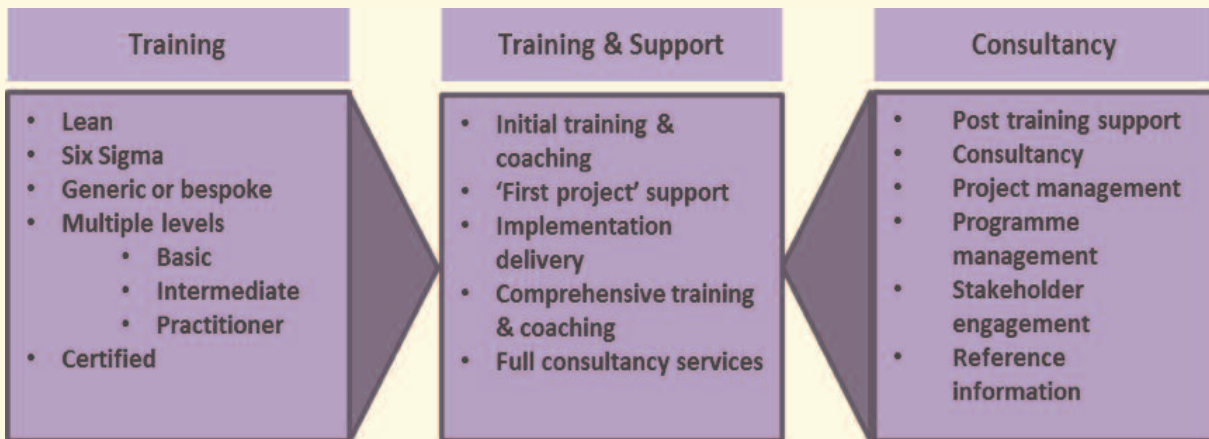 Training
• Lean
• Six Sigma
• Generic or bespoke
• Multiple levels
• Basic
• Intermediate
• Practitioner
• Certified
Training & Support
• Initial training &
coaching
• ‘First project’ support
• Implementation
delivery
• Comprehensive training
& coaching
• Full consultancy services
Consultancy
• Post training support
• Consultancy
• Project management
• Programme
management
• Stakeholder
engagement
• Reference
information